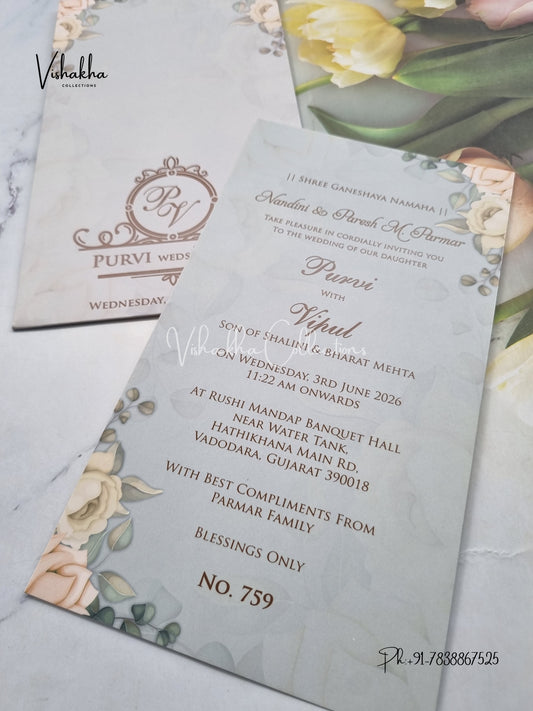 Vishakha
COLLECTIONS
P
V
PURVI WEDS
WEDNESDAY,
|| SHREE GANESHAYA NAMAHA ||
Nandini & Paresh M. Parmar
TAKE PLEASURE IN CORDIALLY INVITING YOU
TO THE WEDDING OF OUR DAUGHTER
Purvi
WITH
Vipul
SON OF SHALINI & BHARAT MEHTA
Vishakha Collections
ON WEDNESDAY, 3RD JUNE 2026
11:22 AM ONWARDS
AT RUSHI MANDAP BANQUET HALL
NEAR WATER TANK,
HATHIKHANA MAIN RD,
VADODARA, GUJARAT 390018
WITH BEST COMPLIMENTS FROM
PARMAR FAMILY
BLESSINGS ONLY
NO. 759
Ph.+91-7838867525